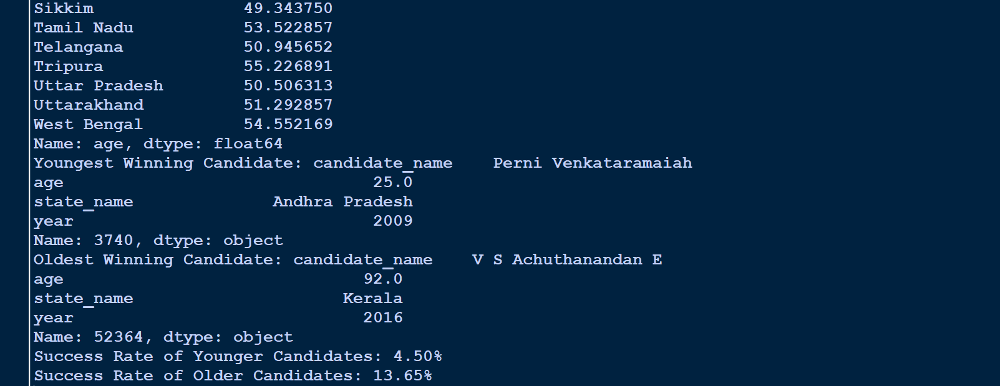 Sikkim               49.343750
Tamil Nadu           53.522857
Telangana            50.945652
Tripura              55.226891
Uttar Pradesh        50.506313
Uttarakhand          51.292857
West Bengal          54.552169
Name: age, dtype: float64
Youngest Winning Candidate: candidate_name    Perni Venkataramaiah
age                               25.0
state_name              Andhra Pradesh
year                              2009
Name: 3740, dtype: object
Oldest Winning Candidate: candidate_name    V S Achuthanandan E
age                              92.0
state_name                     Kerala
year                             2016
Name: 52364, dtype: object
Success Rate of Younger Candidates: 4.50%
Success Rate of Older Candidates: 13.65%